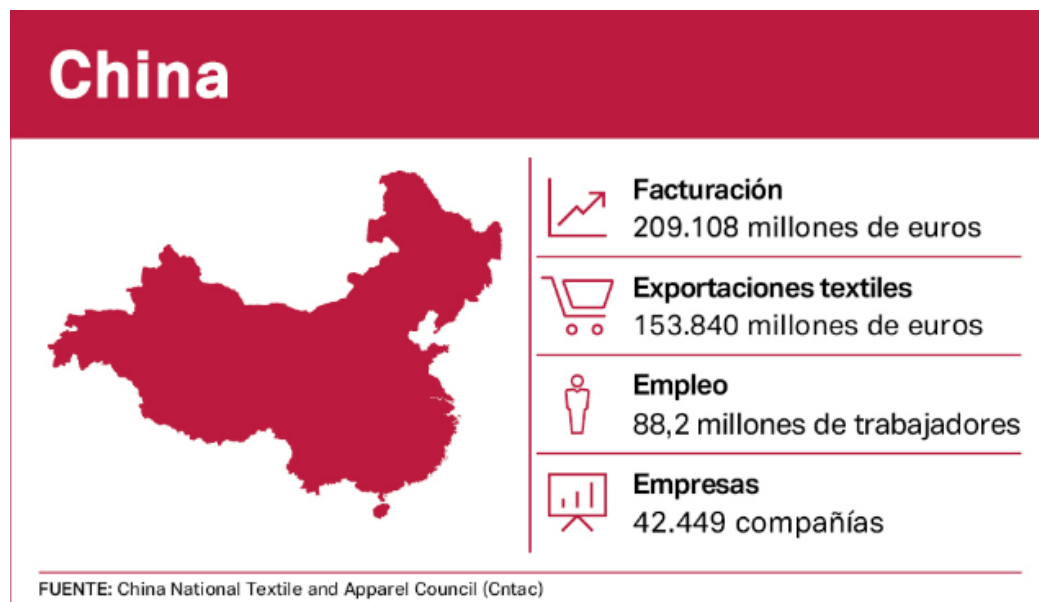 China
Facturación
209.108 millones de euros
Exportaciones textiles
153.840 millones de euros
Empleo
88,2 millones de trabajadores
Empresas
42.449 compañías
FUENTE: China National Textile and Apparel Council (Cntac)